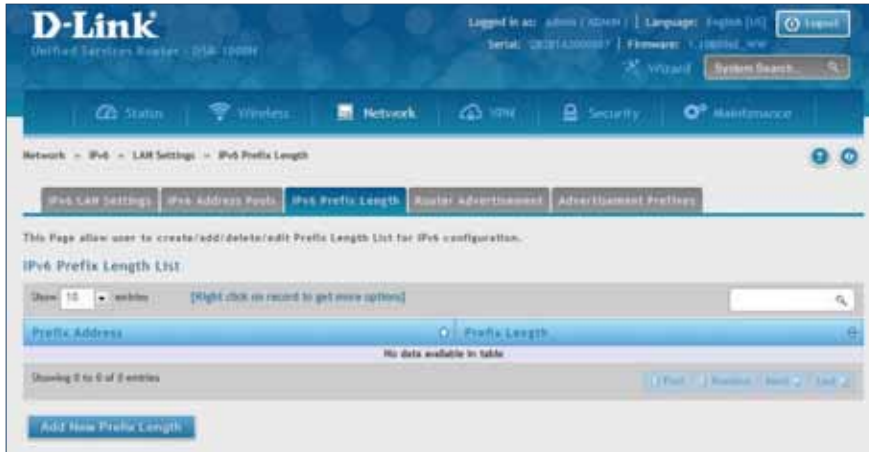 D-Link
Unified Services Router - DSR-1000N
Logged in as: admin ( ADMIN ) | Language: English [US]
Logout
Serial: | Firmware:
Wizard
System Search...
Status
Wireless
Network
VPN
Security
Maintenance
Network » IPv6 » LAN Settings » IPv6 Prefix Length
IPv6 LAN Settings
IPv6 Address Pools
IPv6 Prefix Length
Router Advertisement
Advertisement Prefixes
This Page allow user to create/add/delete/edit Prefix Length List for IPv6 configuration.
IPv6 Prefix Length List
Show 10 entries
[Right click on record to get more options]
Prefix Address
Prefix Length
No data available in table
Showing 0 to 0 of 0 entries
First
Previous
Next
Last
Add New Prefix Length